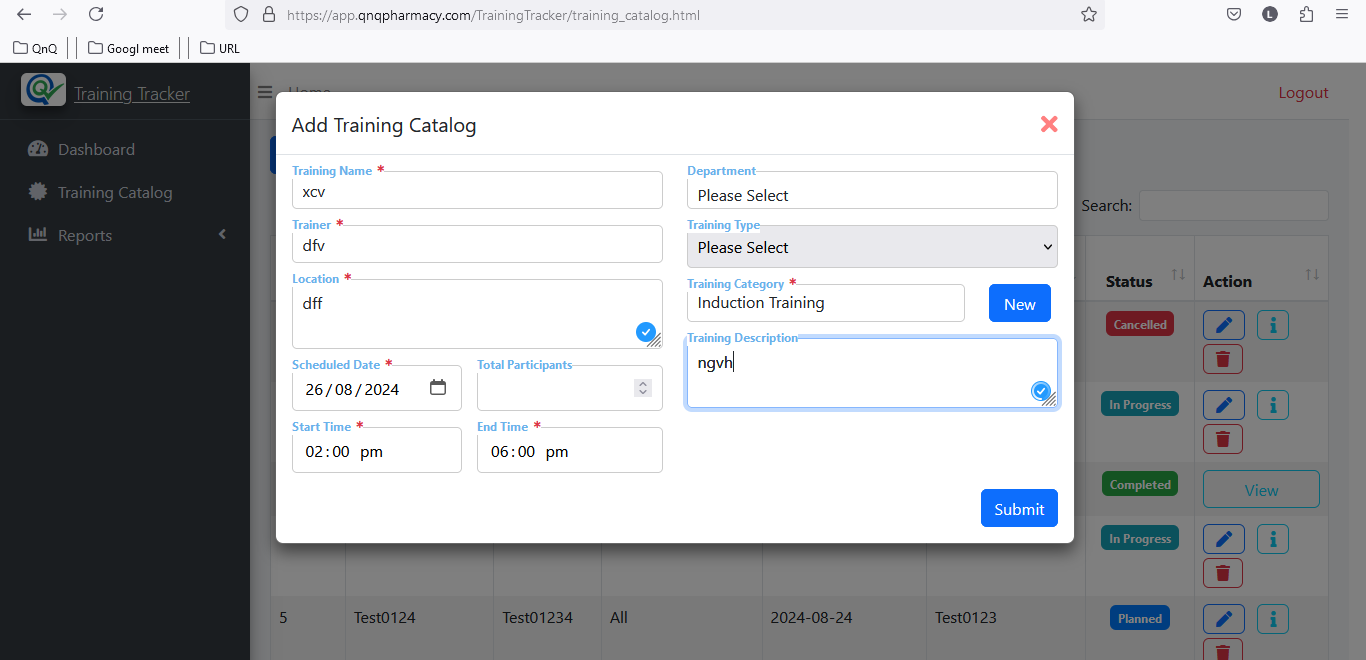 https://app.qnqpharmacy.com/TrainingTracker/training_catalog.html
L
QnQ
Googl meet
URL
Training Tracker
Home
Logout
Dashboard
Training Catalog
Reports
Add Training Catalog
Training Name *
xcv
Department
Please Select
Trainer *
dfv
Training Type
Please Select
Location *
dff
Training Category *
Induction Training
New
Training Description
ngvh
Scheduled Date *
26/08/2024
Total Participants
Start Time *
02:00 pm
End Time *
06:00 pm
Submit
Search:
Status
Action
Cancelled
In Progress
Completed
View
In Progress
5 Test0124 Test01234 All 2024-08-24 Test0123 Planned